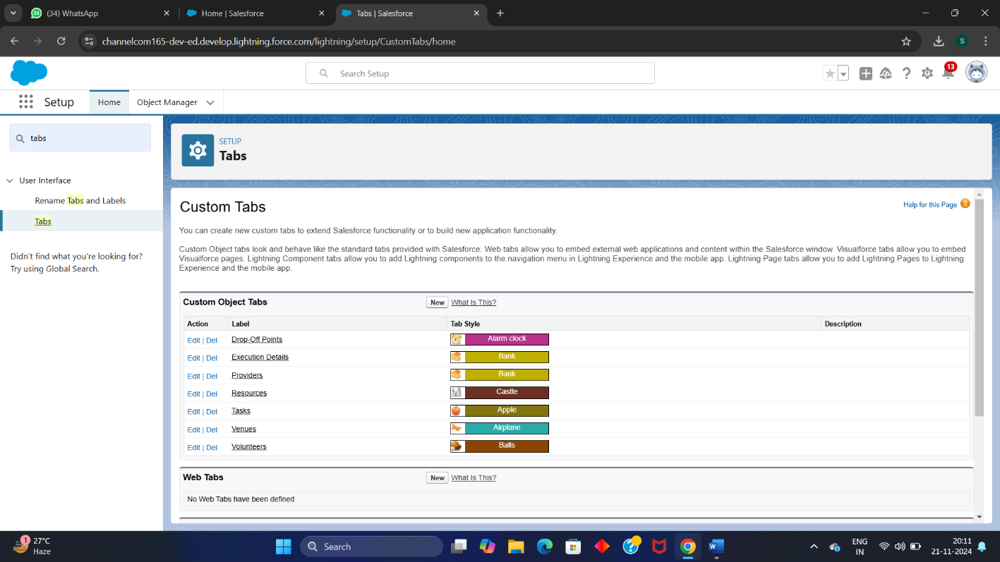 34 (34) WhatsApp
Home | Salesforce
Tabs | Salesforce
channelcom165-dev-ed.develop.lightning.force.com/lightning/setup/CustomTabs/home
S
Search Setup
13
Setup
Home
Object Manager
tabs
User Interface
Rename Tabs and Labels
Tabs
Didn't find what you're looking for?
Try using Global Search.
SETUP
Tabs
Custom Tabs
Help for this Page ?
You can create new custom tabs to extend Salesforce functionality or to build new application functionality.
Custom Object tabs look and behave like the standard tabs provided with Salesforce. Web tabs allow you to embed external web applications and content within the Salesforce window. Visualforce tabs allow you to embed
Visualforce pages. Lightning Component tabs allow you to add Lightning components to the navigation menu in Lightning Experience and the mobile app. Lightning Page tabs allow you to add Lightning Pages to Lightning
Experience and the mobile app.
Custom Object Tabs New What Is This?
Action Label Tab Style Description
Edit | Del Drop-Off Points Alarm clock
Edit | Del Execution Details Bank
Edit | Del Providers Bank
Edit | Del Resources Castle
Edit | Del Tasks Apple
Edit | Del Venues Airplane
Edit | Del Volunteers Balls
Web Tabs New What Is This?
No Web Tabs have been defined
1
27°C
Haze
Search
W
ENG
IN
20:11
21-11-2024